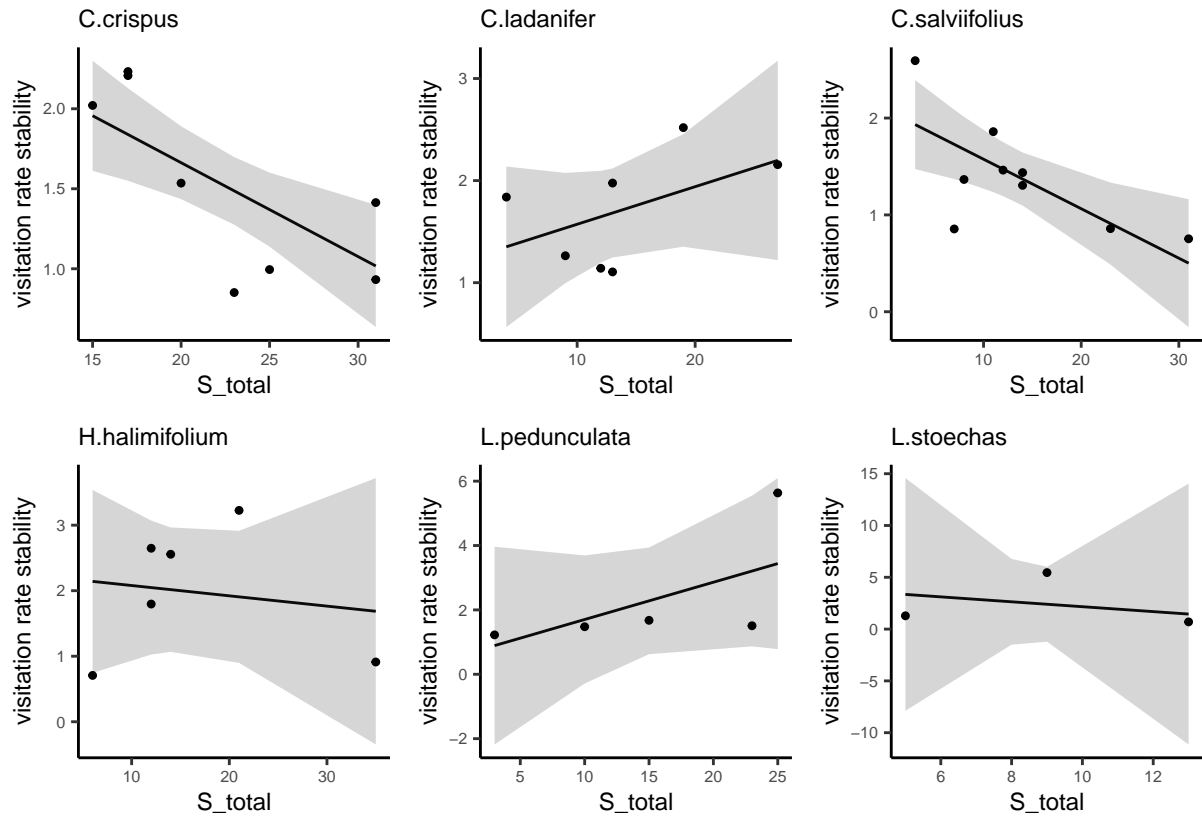 C.crispus
visitation rate stability
2.0
1.5
1.0
15 20 25 30
S_total
C.ladanifer
visitation rate stability
3
2
1
10 20
S_total
C.salviifolius
visitation rate stability
2
1
0
10 20 30
S_total
H.halimifolium
visitation rate stability
3
2
1
0
10 20 30
S_total
L.pedunculata
visitation rate stability
6
4
2
0
−2
5 10 15 20 25
S_total
L.stoechas
visitation rate stability
15
10
5
0
−5
−10
6 8 10 12
S_total